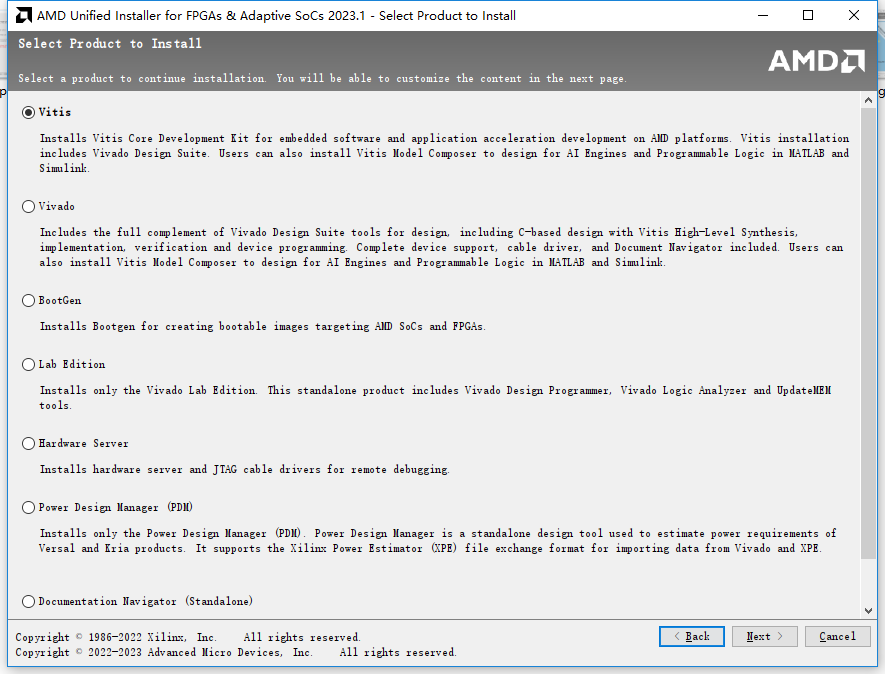 AMD Unified Installer for FPGAs & Adaptive SoCs 2023.1 - Select Product to Install
Select Product to Install
Select a product to continue installation. You will be able to customize the content in the next page.
AMD
Vitis
Installs Vitis Core Development Kit for embedded software and application acceleration development on AMD platforms. Vitis installation
includes Vivado Design Suite. Users can also install Vitis Model Composer to design for AI Engines and Programmable Logic in MATLAB and
Simulink.
Vivado
Includes the full complement of Vivado Design Suite tools for design, including C-based design with Vitis High-Level Synthesis,
implementation, verification and device programming. Complete device support, cable driver, and Document Navigator included. Users can
also install Vitis Model Composer to design for AI Engines and Programmable Logic in MATLAB and Simulink.
BootGen
Installs Bootgen for creating bootable images targeting AMD SoCs and FPGAs.
Lab Edition
Installs only the Vivado Lab Edition. This standalone product includes Vivado Design Programmer, Vivado Logic Analyzer and UpdateMEM
tools.
Hardware Server
Installs hardware server and JTAG cable drivers for remote debugging.
Power Design Manager (PDM)
Installs only the Power Design Manager (PDM). Power Design Manager is a standalone design tool used to estimate power requirements of
Versal and Kria products. It supports the Xilinx Power Estimator (XPE) file exchange format for importing data from Vivado and XPE.
Documentation Navigator (Standalone)
Copyright © 1986-2022 Xilinx, Inc. All rights reserved.
Copyright © 2022-2023 Advanced Micro Devices, Inc. All rights reserved.
< Back
Next >
Cancel